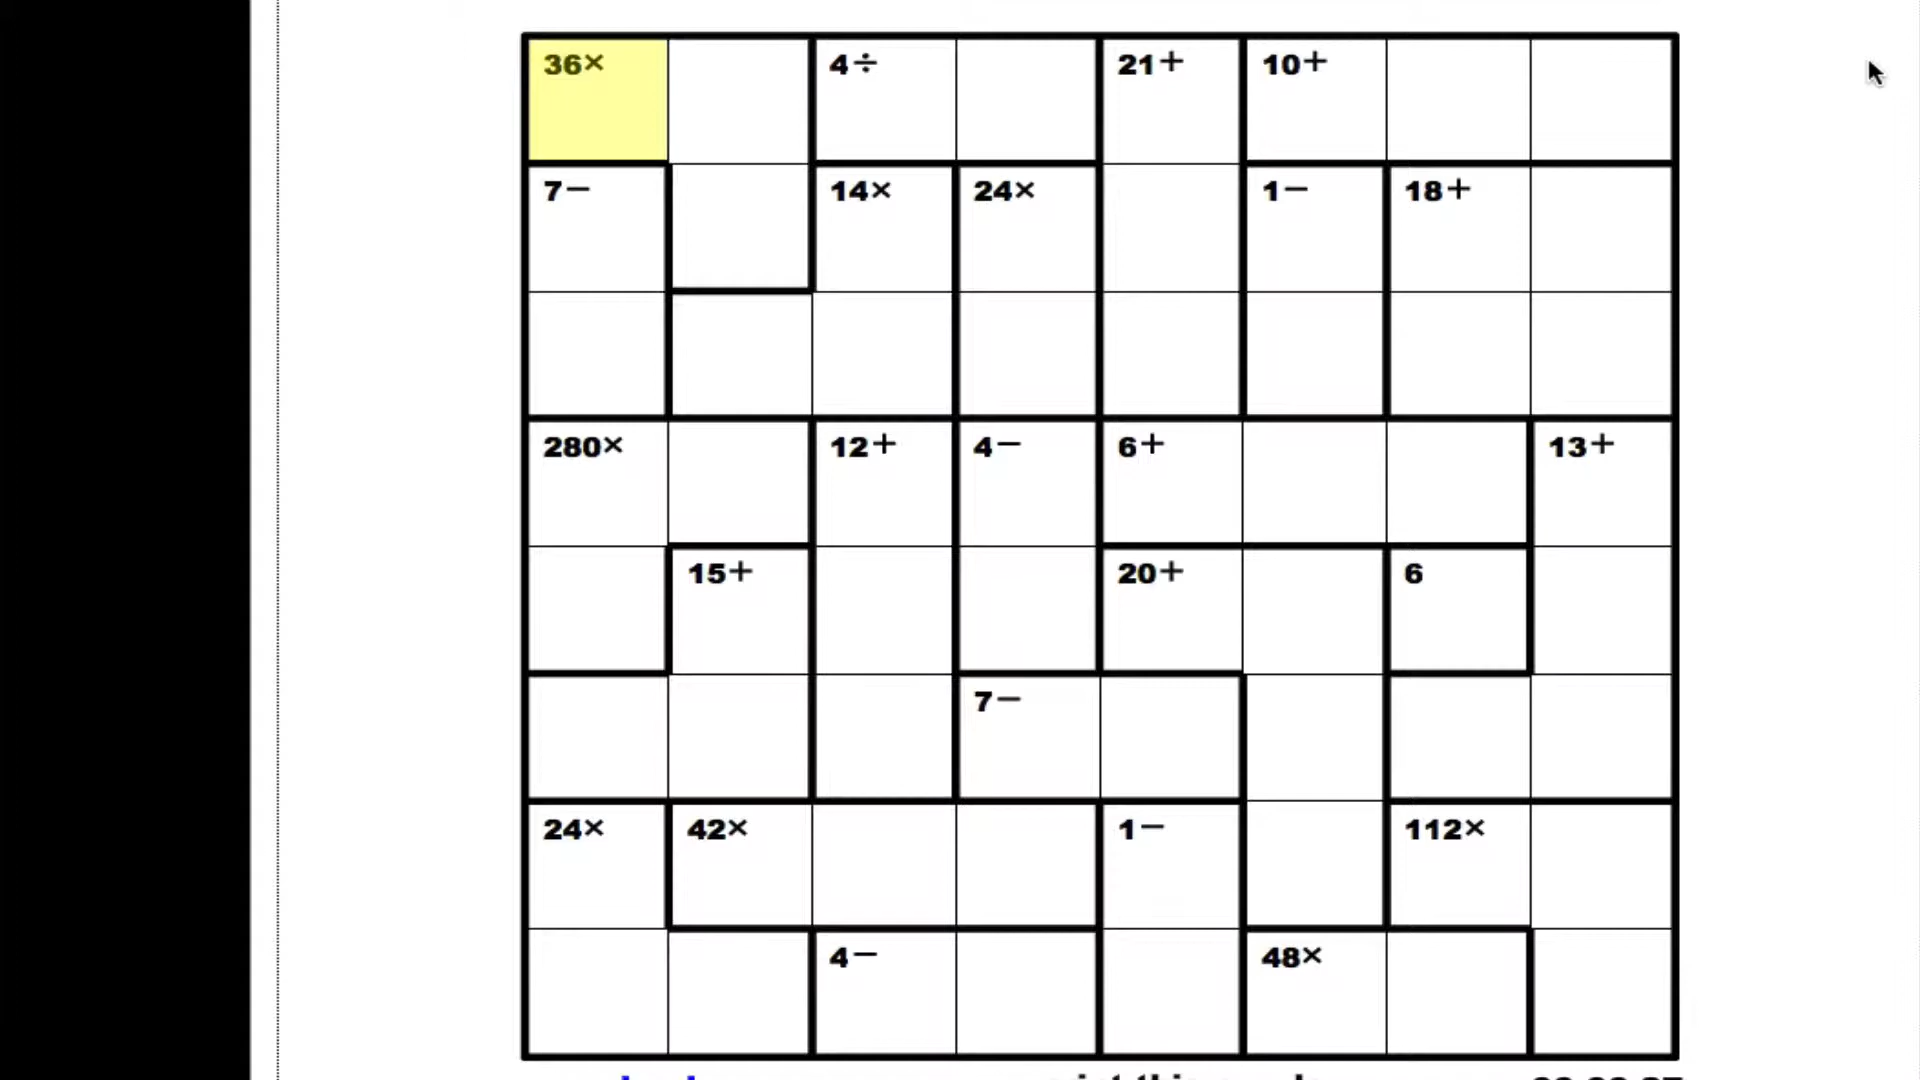 36× 4÷ 21+ 10+
7− 14× 24× 1− 18+
280× 12+ 4− 6+ 13+
15+ 20+ 6
7−
24× 42× 1− 112×
4− 48×